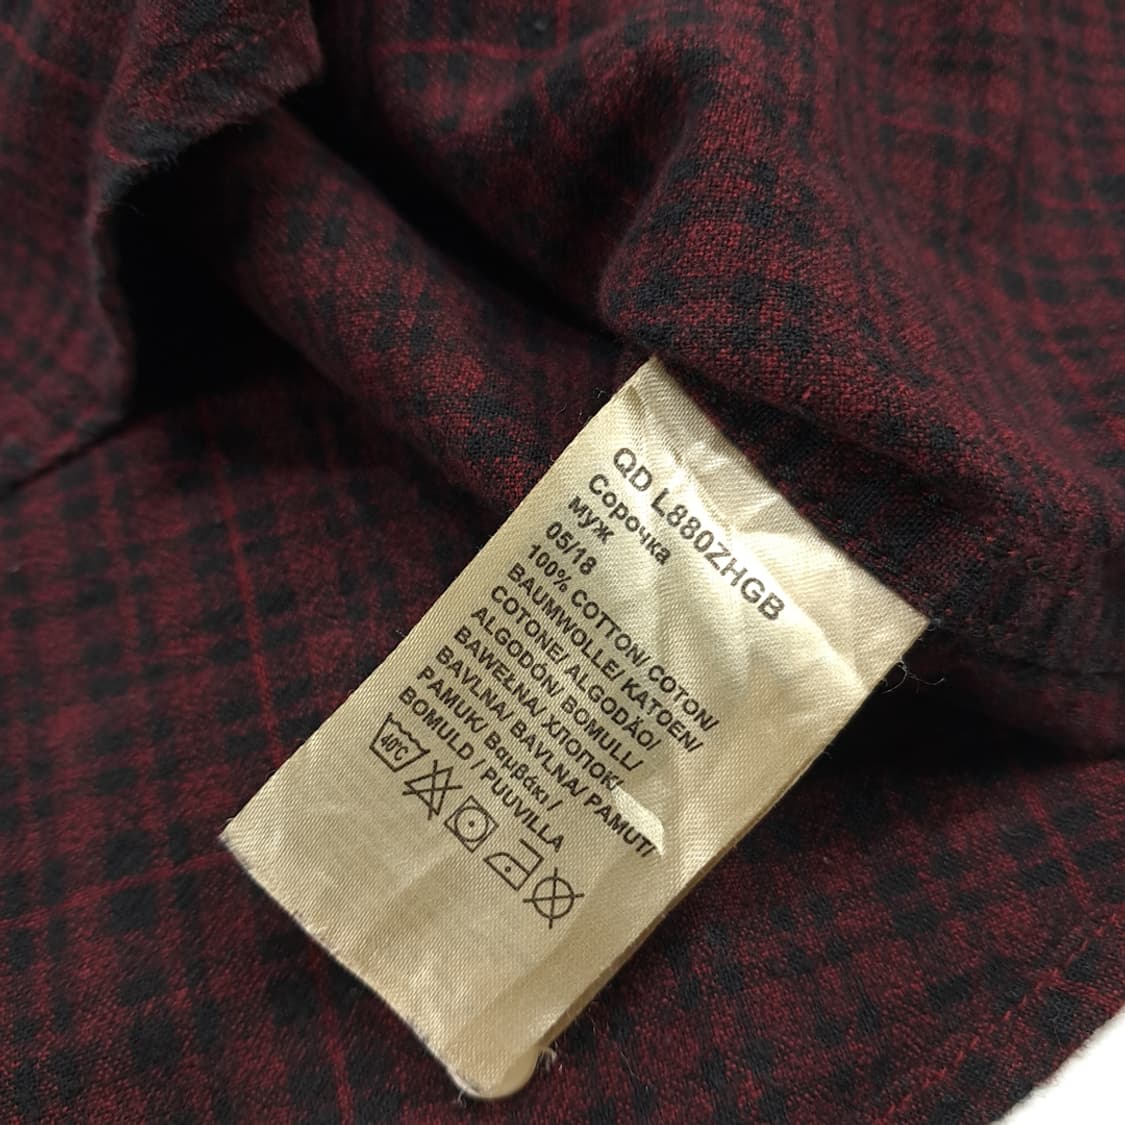 QD L880ZHGB
Сорочка
муж
05/18
100% COTTON/ COTON/
BAUMWOLLE/ KATOEN/
COTONE/ ALGODÃO/
ALGODÓN/ BOMULL/
BAWEŁNA/ ХЛОПОК/
BAVLNA/ BAVLNA/ PAMUT/
PAMUK/ Βαμβάκι /
BOMULD / PUUVILLA
40°C